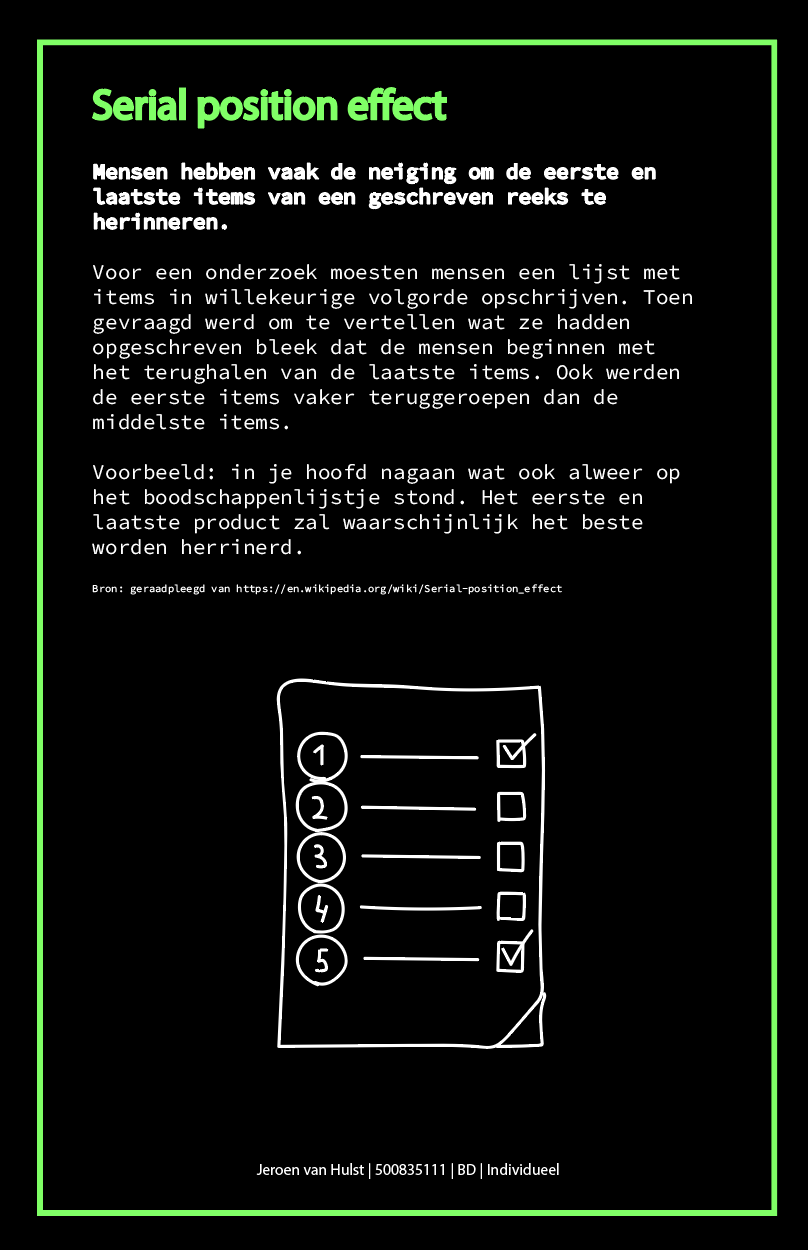 Serial position effect
Mensen hebben vaak de neiging om de eerste en
laatste items van een geschreven reeks te
herinneren.
Voor een onderzoek moesten mensen een lijst met
items in willekeurige volgorde opschrijven. Toen
gevraagd werd om te vertellen wat ze hadden
opgeschreven bleek dat de mensen beginnen met
het terughalen van de laatste items. Ook werden
de eerste items vaker teruggeroepen dan de
middelste items.
Voorbeeld: in je hoofd nagaan wat ook alweer op
het boodschappenlijstje stond. Het eerste en
laatste product zal waarschijnlijk het beste
worden herrinerd.
Bron: geraadpleegd van https://en.wikipedia.org/wiki/Serial-position_effect
1
2
3
4
5
Jeroen van Hulst | 500835111 | BD | Individueel